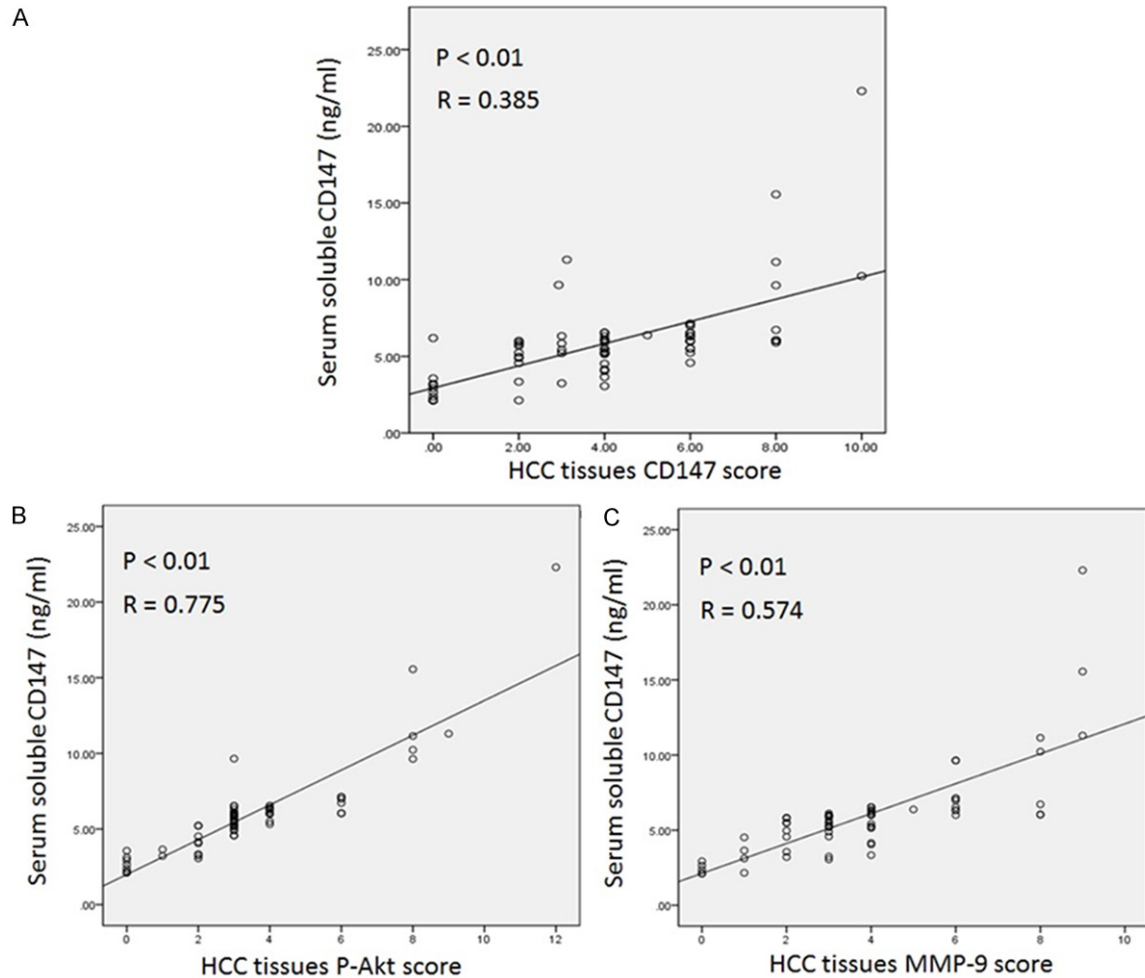 A
P < 0.01
R = 0.385
Serum soluble CD147 (ng/ml)
25.00
20.00
15.00
10.00
5.00
.00
.00 2.00 4.00 6.00 8.00 10.00
HCC tissues CD147 score
B
P < 0.01
R = 0.775
Serum soluble CD147 (ng/ml)
25.00
20.00
15.00
10.00
5.00
.00
0 2 4 6 8 10 12
HCC tissues P-Akt score
C
P < 0.01
R = 0.574
Serum soluble CD147 (ng/ml)
25.00
20.00
15.00
10.00
5.00
.00
0 2 4 6 8 10
HCC tissues MMP-9 score